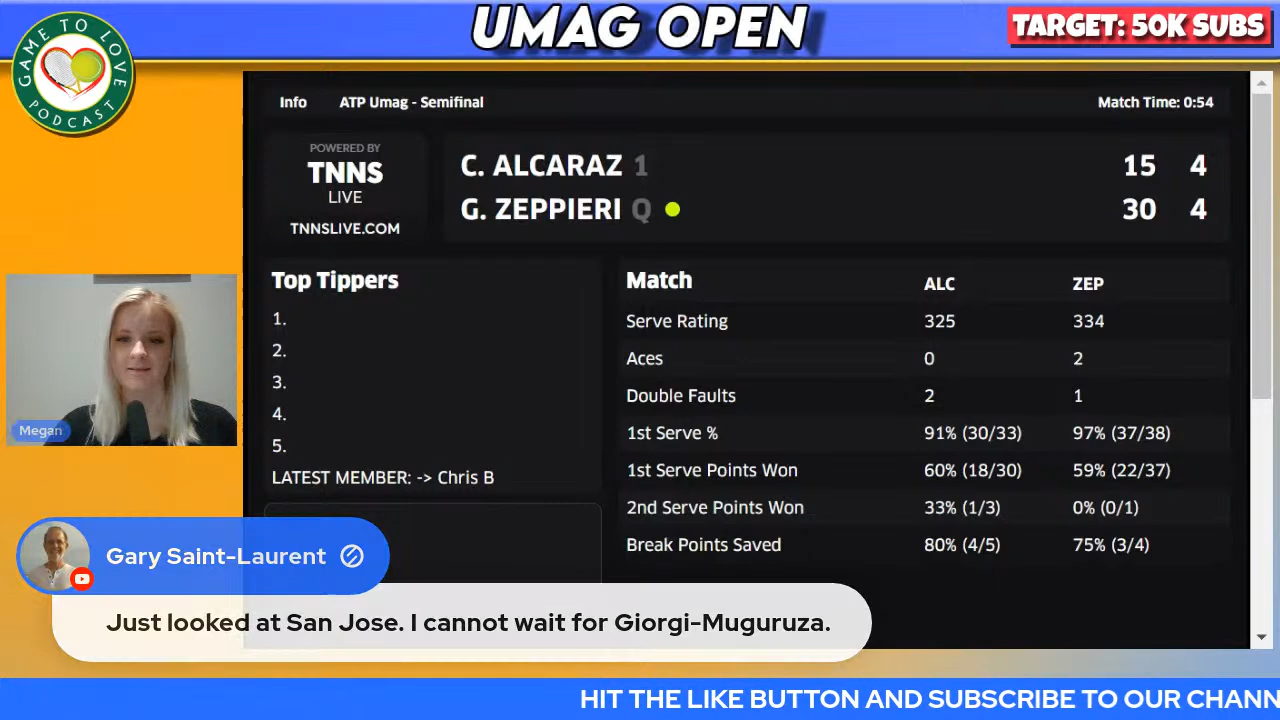 UMAG OPEN
TARGET: 50K SUBS
GAME TO LOVE
PODCAST
Info ATP Umag - Semifinal Match Time: 0:54
POWERED BY
TNNS
LIVE
TNNSLIVE.COM
C. ALCARAZ 1 15 4
G. ZEPPIERI Q 30 4
Top Tippers
1.
2.
3.
4.
5.
LATEST MEMBER: -> Chris B
Match ALC ZEP
Serve Rating 325 334
Aces 0 2
Double Faults 2 1
1st Serve % 91% (30/33) 97% (37/38)
1st Serve Points Won 60% (18/30) 59% (22/37)
2nd Serve Points Won 33% (1/3) 0% (0/1)
Break Points Saved 80% (4/5) 75% (3/4)
Megan
Gary Saint-Laurent
Just looked at San Jose. I cannot wait for Giorgi-Muguruza.
HIT THE LIKE BUTTON AND SUBSCRIBE TO OUR CHANN